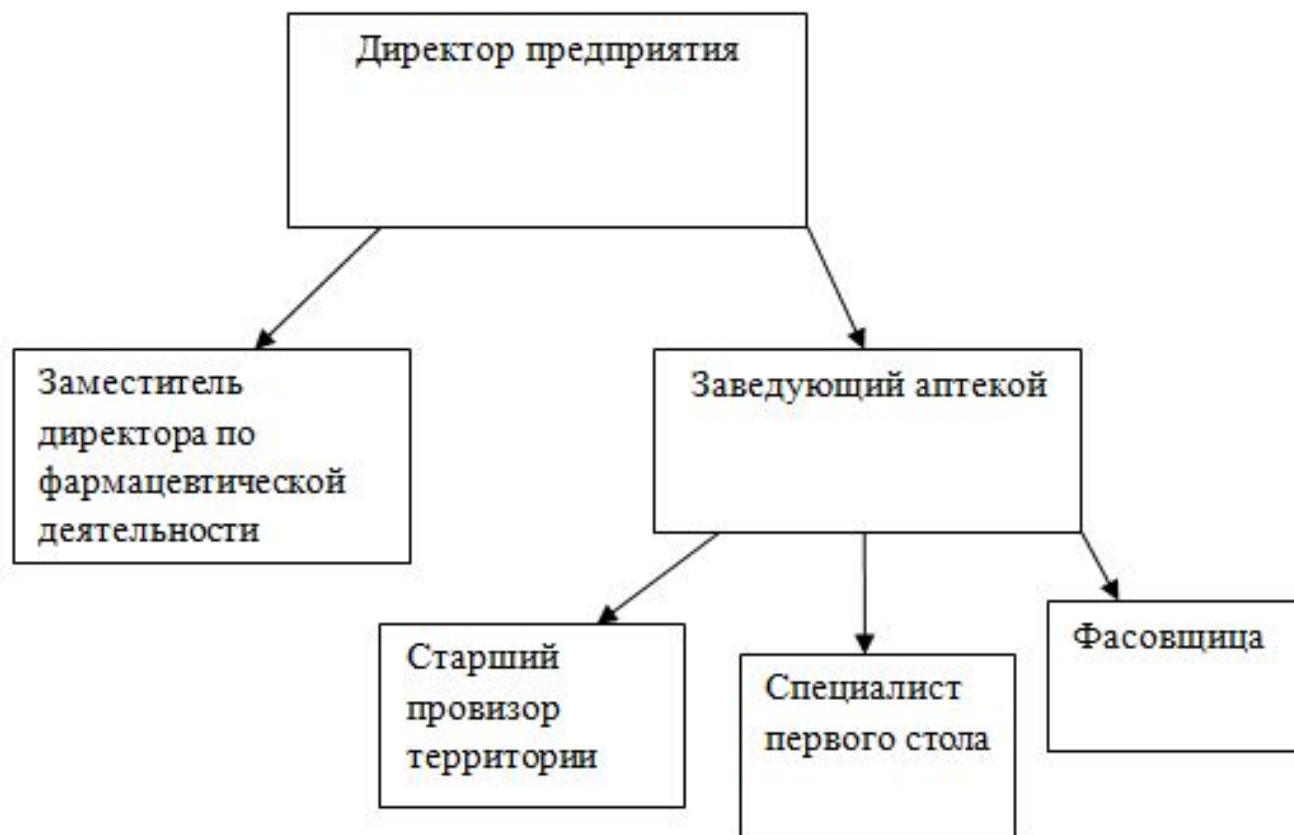 Директор предприятия
Заместитель
директора по
фармацевтической
деятельности
Заведующий аптекой
Старший
провизор
территории
Специалист
первого стола
Фасовщица